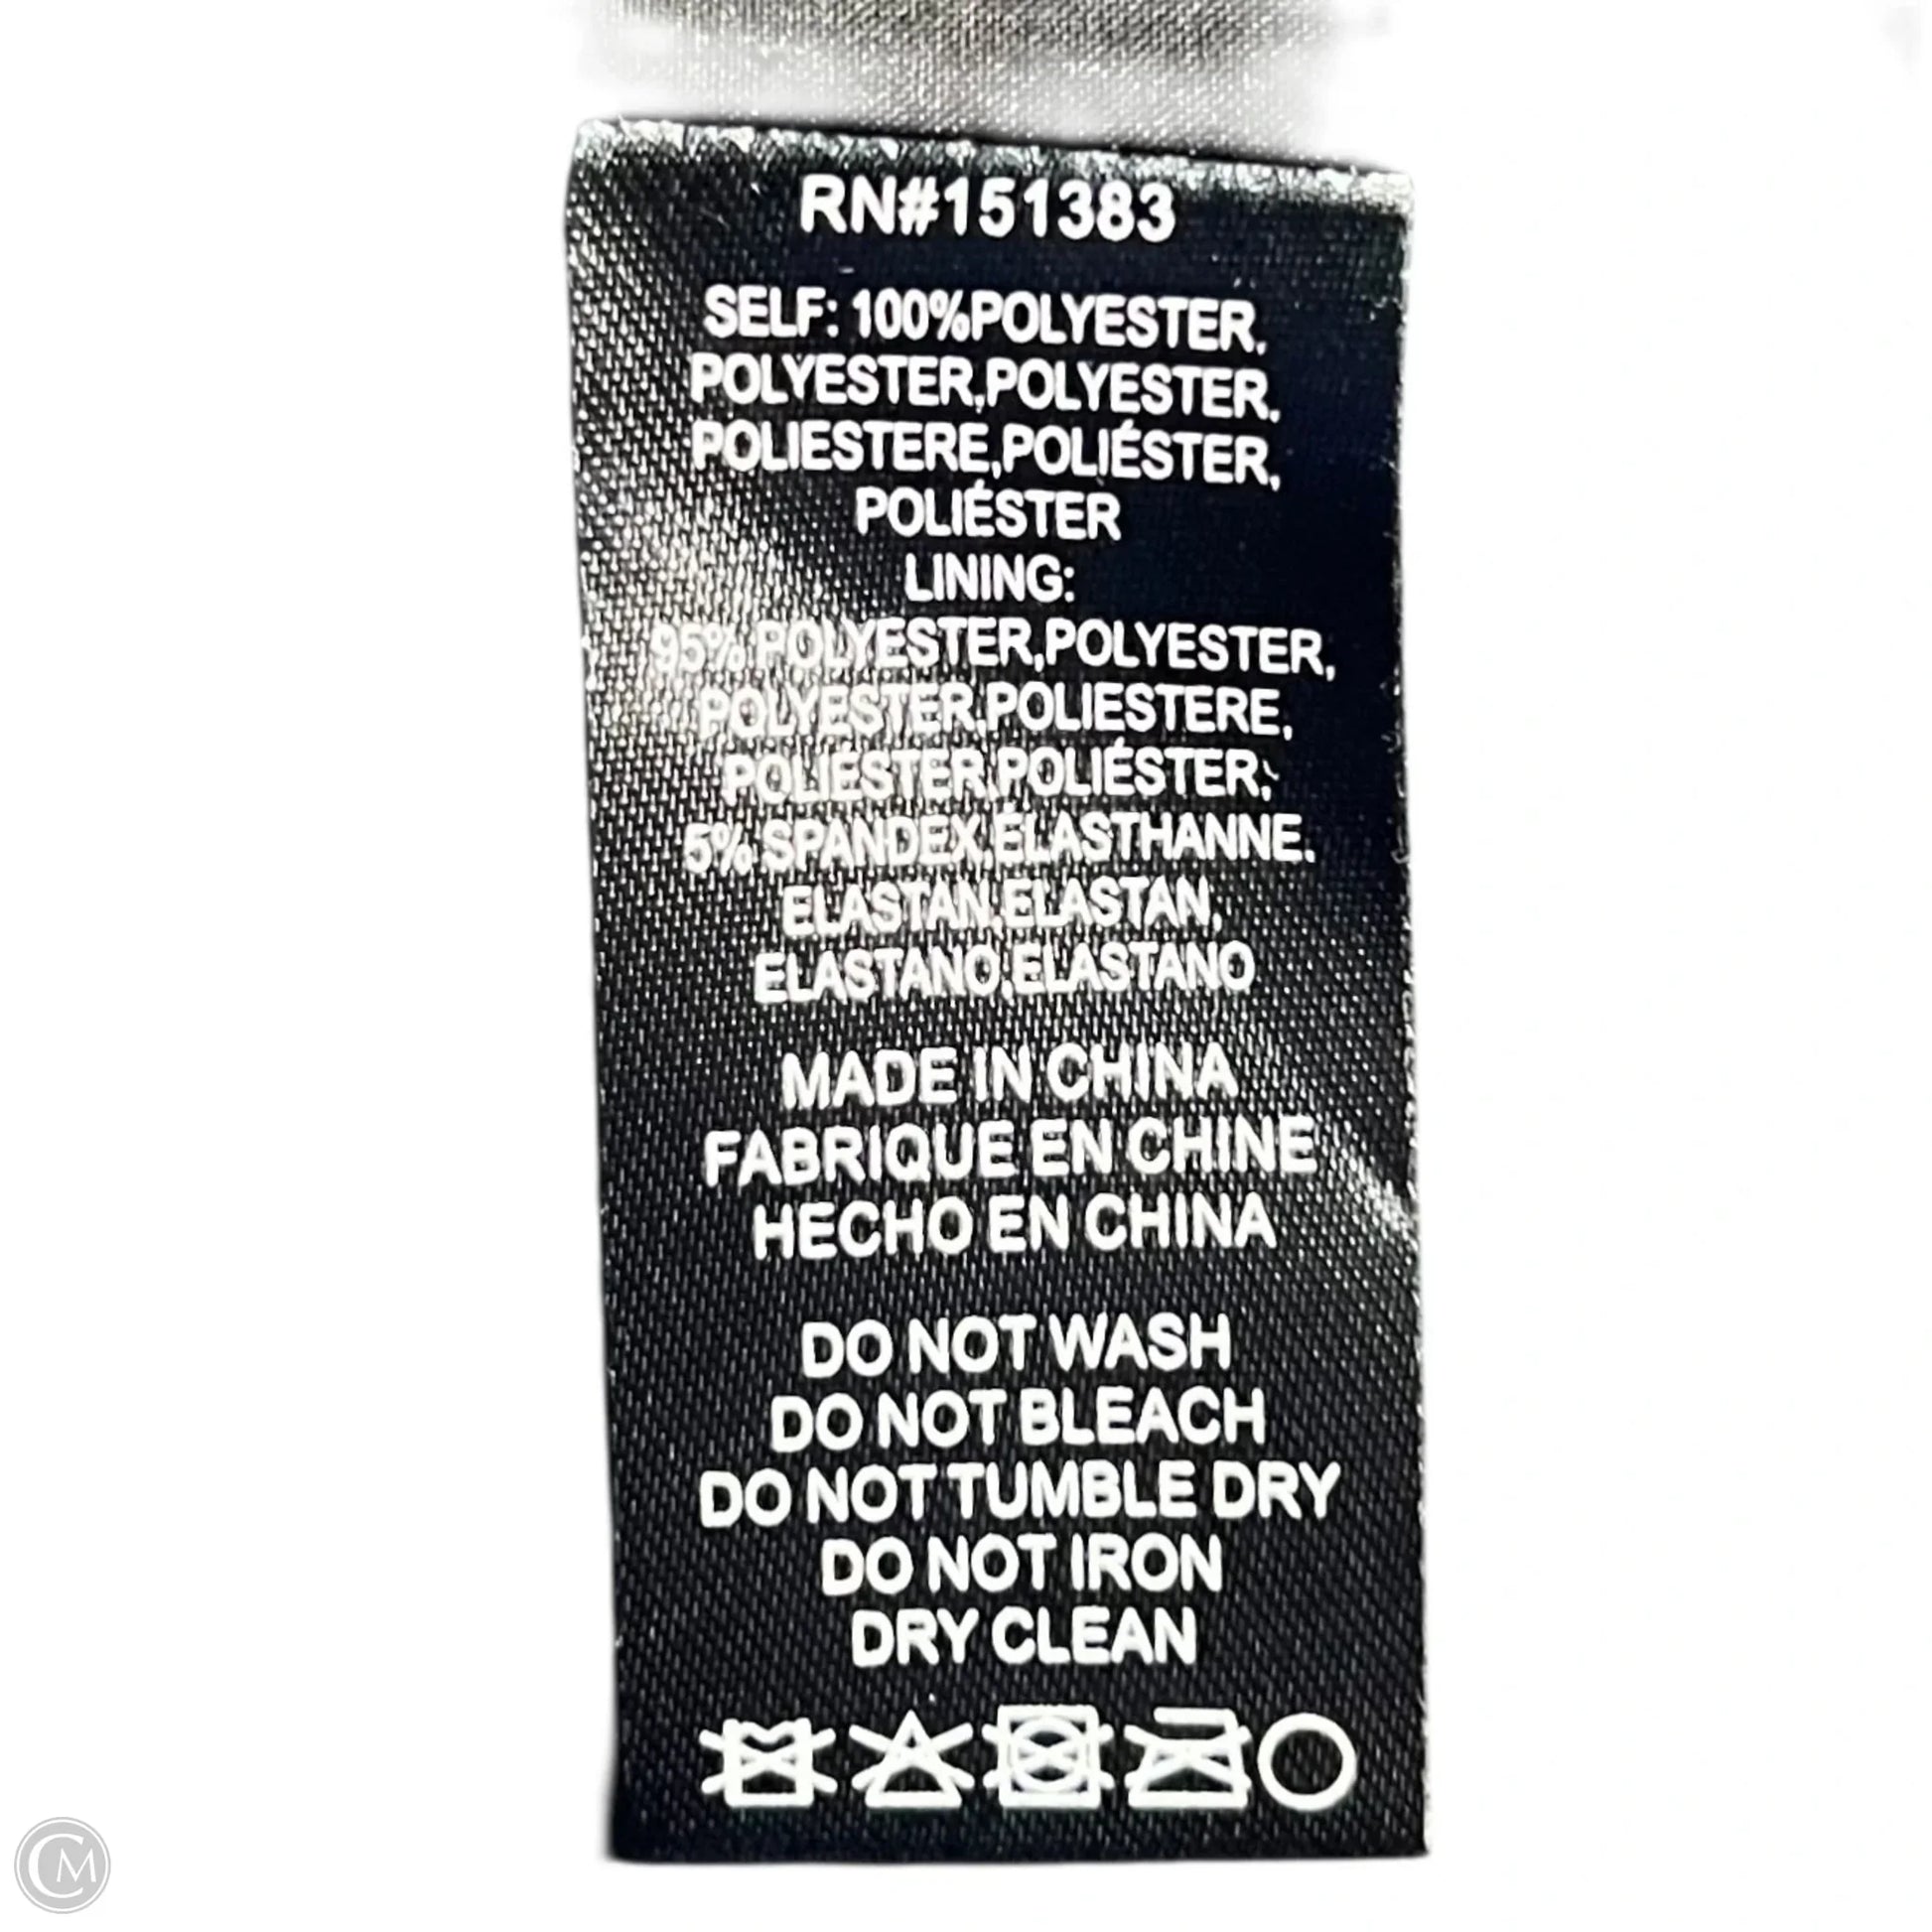 RN#151383
SELF: 100%POLYESTER,
POLYESTER,POLYESTER,
POLIESTERE,POLIÉSTER,
POLIÉSTER
LINING:
95% POLYESTER,POLYESTER,
POLYESTER,POLIESTERE,
POLIÉSTER,POLIÉSTER;
5% SPANDEX,ÉLASTHANNE.
ELASTAN,ELASTAN,
ELASTANO,ELASTANO
MADE IN CHINA
FABRIQUE EN CHINE
HECHO EN CHINA
DO NOT WASH
DO NOT BLEACH
DO NOT TUMBLE DRY
DO NOT IRON
DRY CLEAN
CM